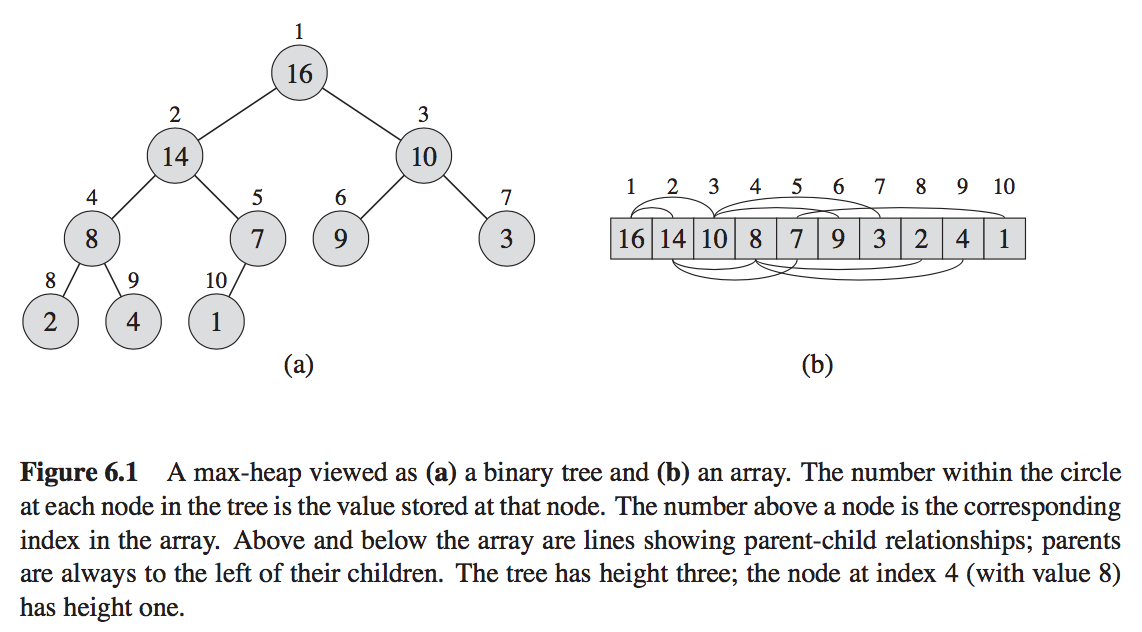 1
16
2 3
14 10
4 5 6 7
8 7 9 3
8 9 10
2 4 1
(a)
1 2 3 4 5 6 7 8 9 10
16 14 10 8 7 9 3 2 4 1
(b)
Figure 6.1 A max-heap viewed as (a) a binary tree and (b) an array. The number within the circle
at each node in the tree is the value stored at that node. The number above a node is the corresponding
index in the array. Above and below the array are lines showing parent-child relationships; parents
are always to the left of their children. The tree has height three; the node at index 4 (with value 8)
has height one.